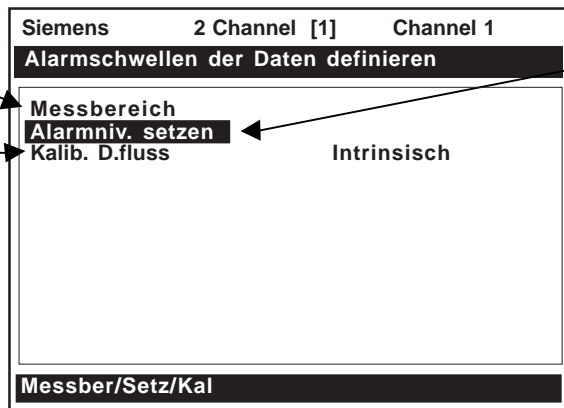 Siemens 2 Channel [1] Channel 1
Alarmschwellen der Daten definieren
Messbereich
Alarmniv. setzen
Kalib. D.fluss Intrinsisch
Messber/Setz/Kal